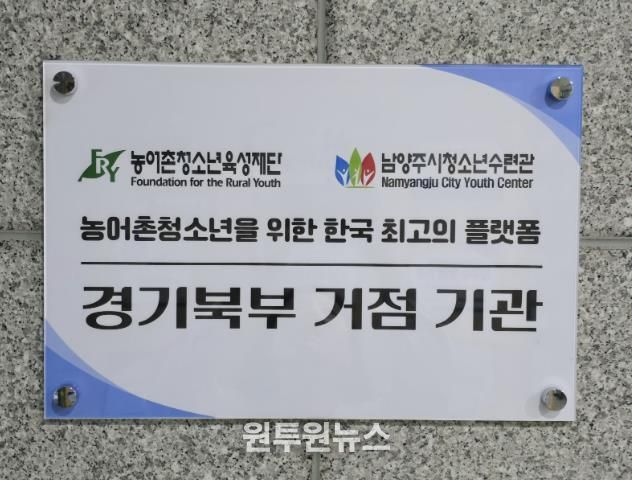 FRY 농어촌청소년육성재단 남양주시청소년수련관
Foundation for the Rural Youth Namyangju City Youth Center
농어촌청소년을 위한 한국 최고의 플랫폼
경기북부 거점 기관
원투원뉴스